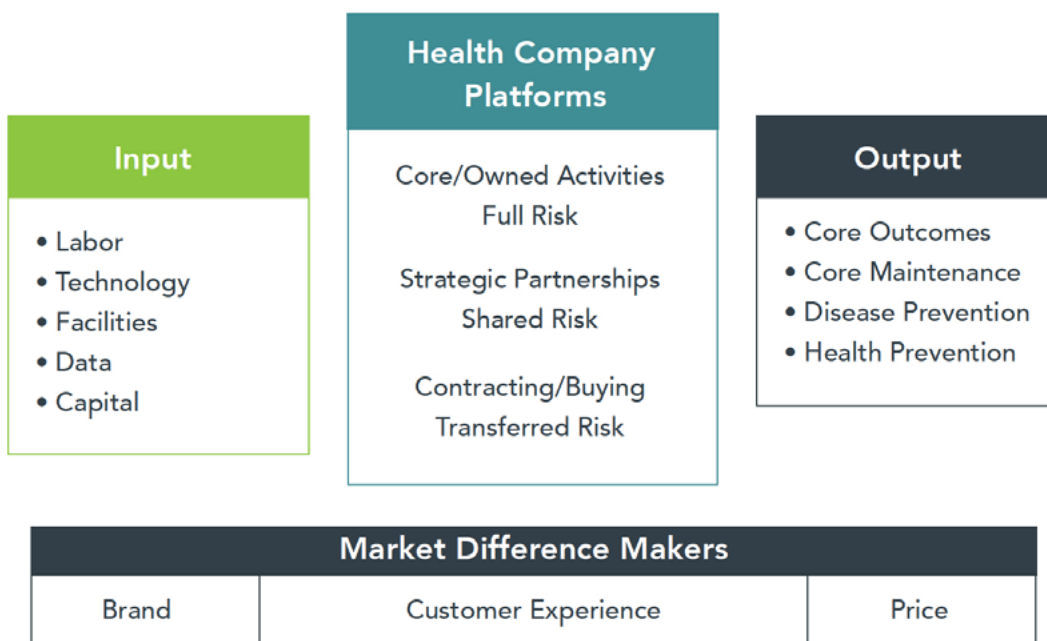 Health Company
Platforms
Input
Output
• Labor
• Technology
• Facilities
• Data
• Capital
Core/Owned Activities
Full Risk
Strategic Partnerships
Shared Risk
Contracting/Buying
Transferred Risk
• Core Outcomes
• Core Maintenance
• Disease Prevention
• Health Prevention
Market Difference Makers
Brand
Customer Experience
Price